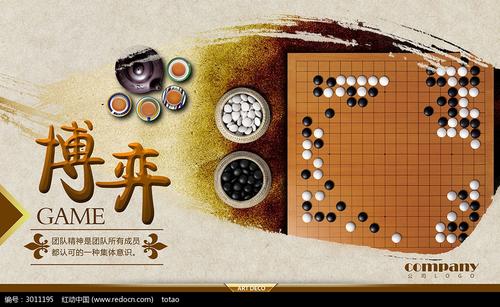 博弈
GAME
团队精神是团队所有成员
都认可的一种集体意识。
company
公司LOGO
ART DECO
编号：3011195 红动中国 (www.redocn.com) totao